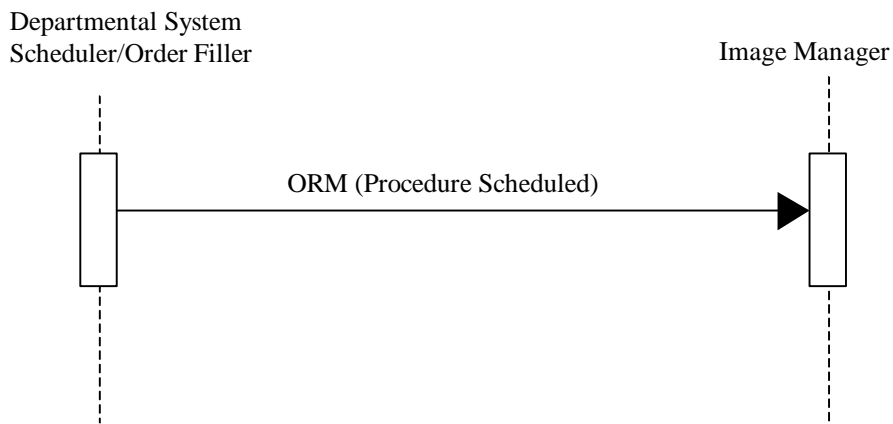 Departmental System
Scheduler/Order Filler
Image Manager
ORM (Procedure Scheduled)